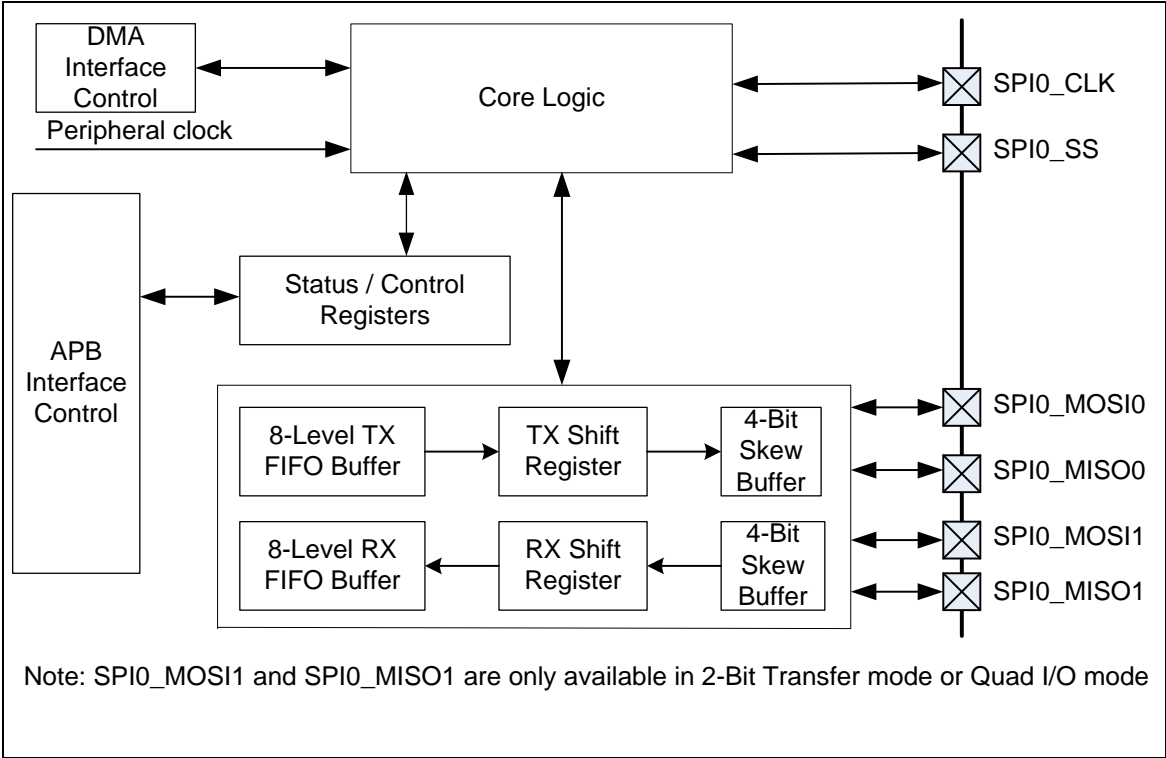 DMA
Interface
Control
Core Logic
SPI0_CLK
Peripheral clock
SPI0_SS
Status / Control
Registers
APB
Interface
Control
8-Level TX
FIFO Buffer
TX Shift
Register
4-Bit
Skew
Buffer
8-Level RX
FIFO Buffer
RX Shift
Register
4-Bit
Skew
Buffer
SPI0_MOSI0
SPI0_MISO0
SPI0_MOSI1
SPI0_MISO1
Note: SPI0_MOSI1 and SPI0_MISO1 are only available in 2-Bit Transfer mode or Quad I/O mode